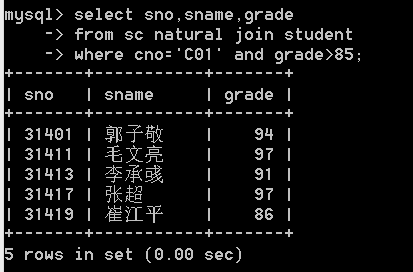 mysql> select sno,sname,grade
-> from sc natural join student
-> where cno='C01' and grade>85;
+-------+--------+-------+
| sno | sname | grade |
+-------+--------+-------+
| 31401 | 郭子敬 | 94 |
| 31411 | 毛文亮 | 97 |
| 31413 | 李承彧 | 91 |
| 31417 | 张超 | 97 |
| 31419 | 崔江平 | 86 |
+-------+--------+-------+
5 rows in set (0.00 sec)